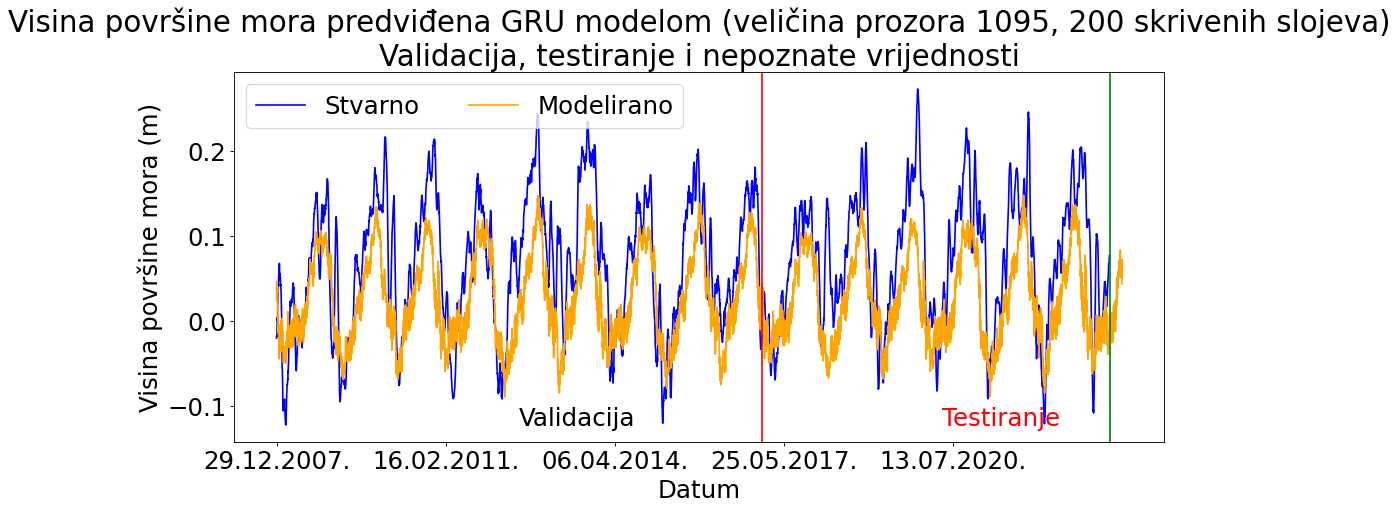 Visina površine mora predviđena GRU modelom (veličina prozora 1095, 200 skrivenih slojeva)
Validacija, testiranje i nepoznate vrijednosti
Stvarno
Modelirano
Visina površine mora (m)
0.2
0.1
0.0
−0.1
Validacija
Testiranje
29.12.2007.
16.02.2011.
06.04.2014.
25.05.2017.
13.07.2020.
Datum